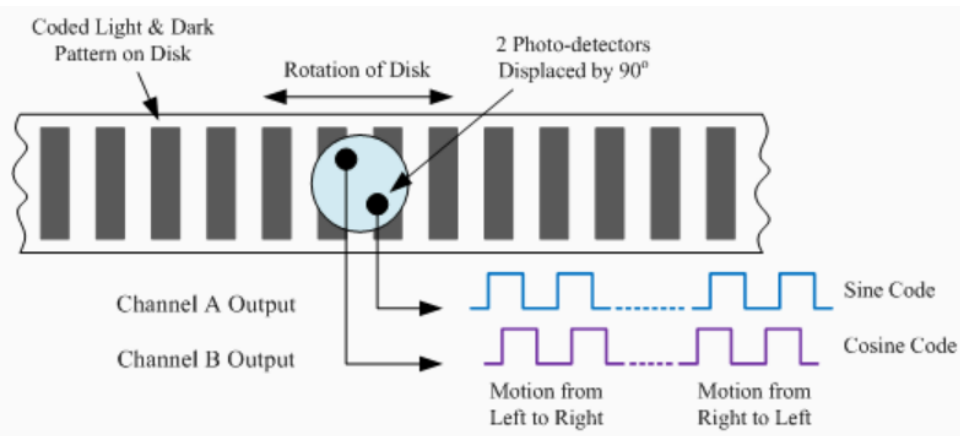 Coded Light & Dark
Pattern on Disk
Rotation of Disk
2 Photo-detectors
Displaced by 90°
Channel A Output
Sine Code
Channel B Output
Cosine Code
Motion from
Left to Right
Motion from
Right to Left